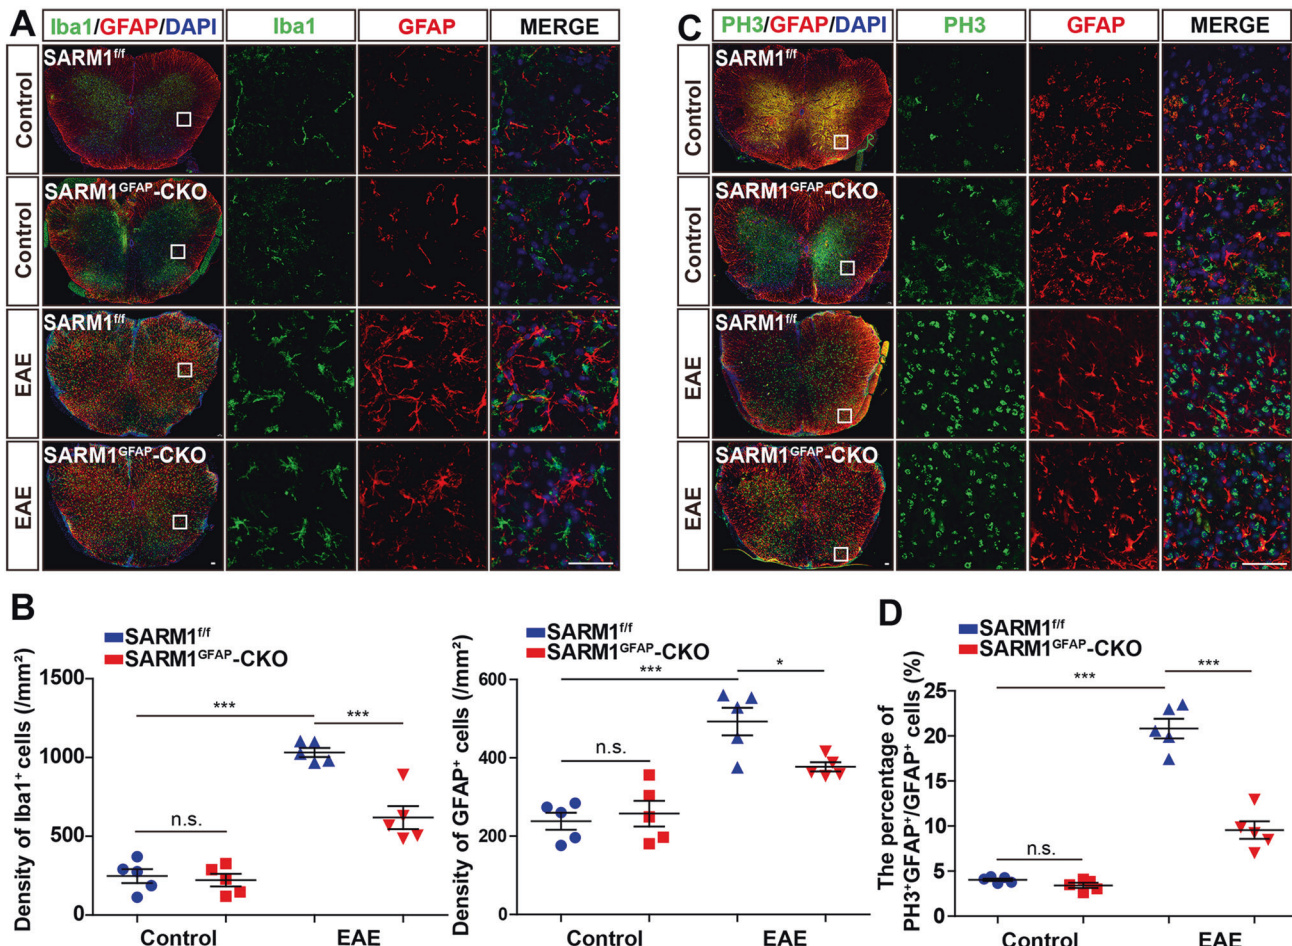 A
Iba1/GFAP/DAPI
Iba1
GFAP
MERGE
Control
SARM1f/f
Control
SARM1GFAP-CKO
EAE
SARM1f/f
EAE
SARM1GFAP-CKO
C
PH3/GFAP/DAPI
PH3
GFAP
MERGE
Control
SARM1f/f
Control
SARM1GFAP-CKO
EAE
SARM1f/f
EAE
SARM1GFAP-CKO
B
SARM1f/f
SARM1GFAP-CKO
Density of Iba1+ cells (/mm²)
1500
1000
500
0
***
***
n.s.
Control
EAE
SARM1f/f
SARM1GFAP-CKO
Density of GFAP+ cells (/mm²)
600
400
200
0
***
*
n.s.
Control
EAE
D
SARM1f/f
SARM1GFAP-CKO
The percentage of
PH3+GFAP+/GFAP+ cells (%)
25
20
15
10
5
0
***
***
n.s.
Control
EAE